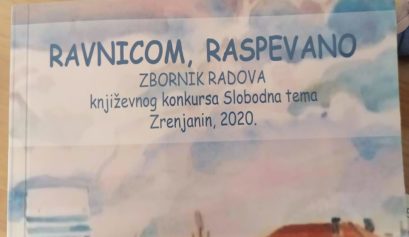 RAVNICOM, RASPEVANO
ZBORNIK RADOVA
književnog konkursa Slobodna tema
Zrenjanin, 2020.